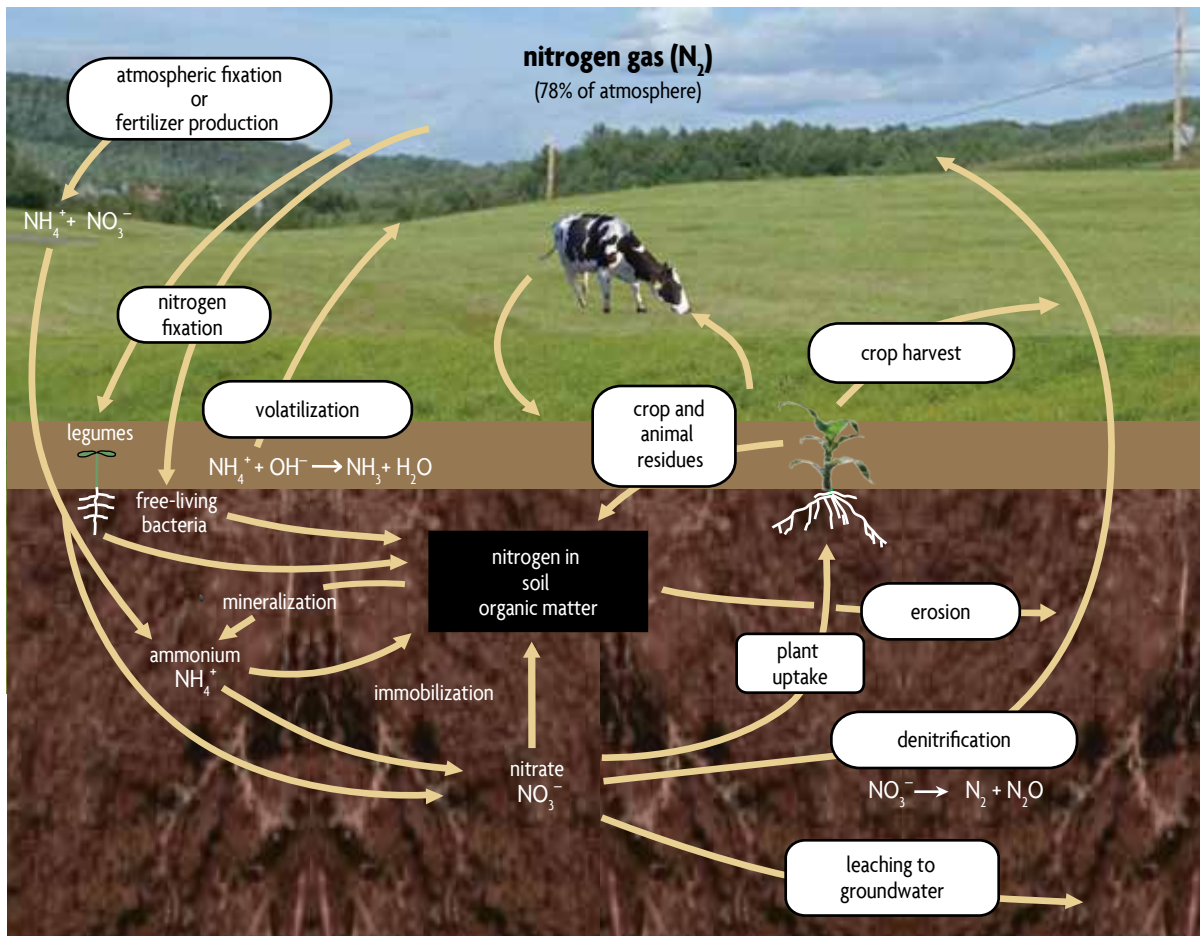 nitrogen gas (N₂)
(78% of atmosphere)
atmospheric fixation
or
fertilizer production
NH₄⁺ + NO₃⁻
nitrogen
fixation
volatilization
NH₄⁺ + OH⁻ ⟶ NH₃ + H₂O
legumes
free-living
bacteria
crop harvest
crop and
animal
residues
nitrogen in
soil
organic matter
mineralization
ammonium
NH₄⁺
immobilization
nitrate
NO₃⁻
erosion
plant
uptake
denitrification
NO₃⁻ ⟶ N₂ + N₂O
leaching to
groundwater